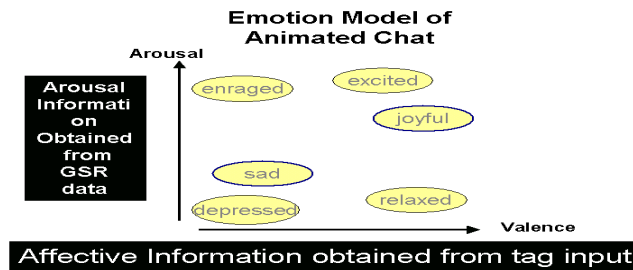 Emotion Model of
Animated Chat
Arousal
Arousal
Informati
on
Obtained
from
GSR
data
enraged
excited
joyful
sad
depressed
relaxed
Valence
Affective Information obtained from tag input